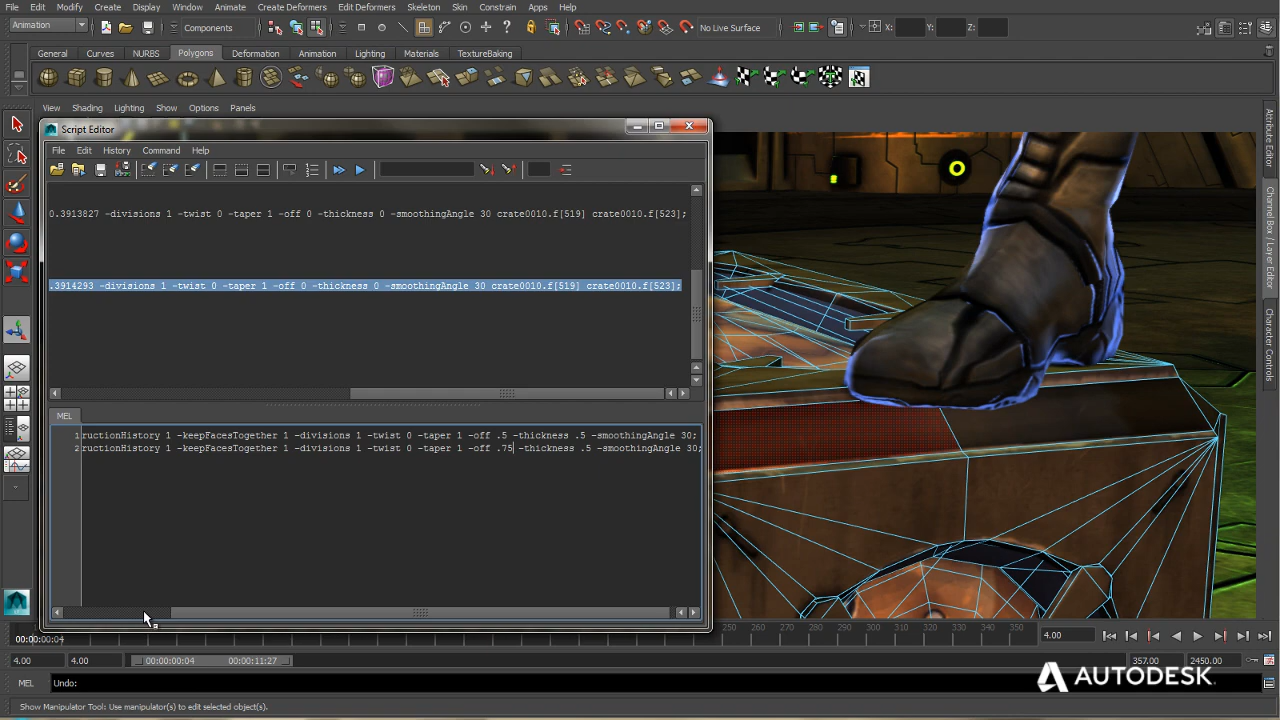 File Edit Modify Create Display Window Animate Create Deformers Edit Deformers Skeleton Skin Constrain Apps Help
Animation Components No Live Surface X: Y: Z:
General Curves NURBS Polygons Deformation Animation Lighting Materials TextureBaking
View Shading Lighting Show Options Panels
Script Editor
File Edit History Command Help
0.3913827 -divisions 1 -twist 0 -taper 1 -off 0 -thickness 0 -smoothingAngle 30 crate0010.f[519] crate0010.f[523];
.3914293 -divisions 1 -twist 0 -taper 1 -off 0 -thickness 0 -smoothingAngle 30 crate0010.f[519] crate0010.f[523];
MEL
1 ructionHistory 1 -keepFacesTogether 1 -divisions 1 -twist 0 -taper 1 -off .5 -thickness .5 -smoothingAngle 30;
2 ructionHistory 1 -keepFacesTogether 1 -divisions 1 -twist 0 -taper 1 -off .75 -thickness .5 -smoothingAngle 30;
Attribute Editor
Channel Box / Layer Editor
Character Controls
00:00:00:04 250 260 270 280 290 300 310 320 330 340 350 4.00
4.00 4.00 00:00:00:04 00:00:11:27 357.00 2450.00
AUTODESK
MEL Undo:
Show Manipulator Tool: Use manipulator(s) to edit selected object(s).